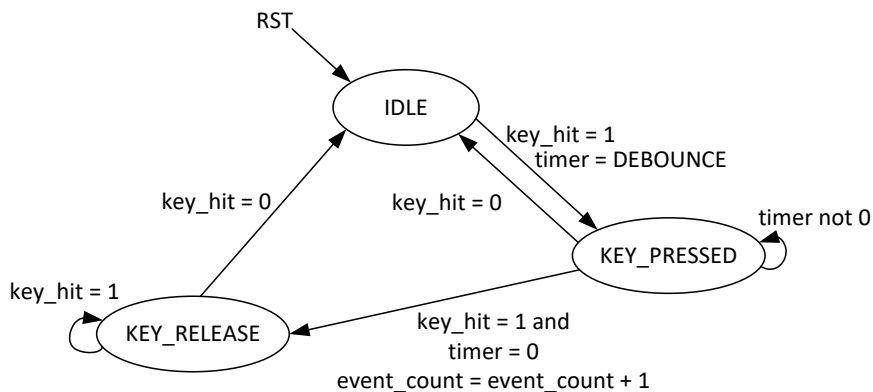 RST
IDLE
key_hit = 1
timer = DEBOUNCE
key_hit = 0
key_hit = 0
timer not 0
KEY_PRESSED
key_hit = 1
KEY_RELEASE
key_hit = 1 and
timer = 0
event_count = event_count + 1